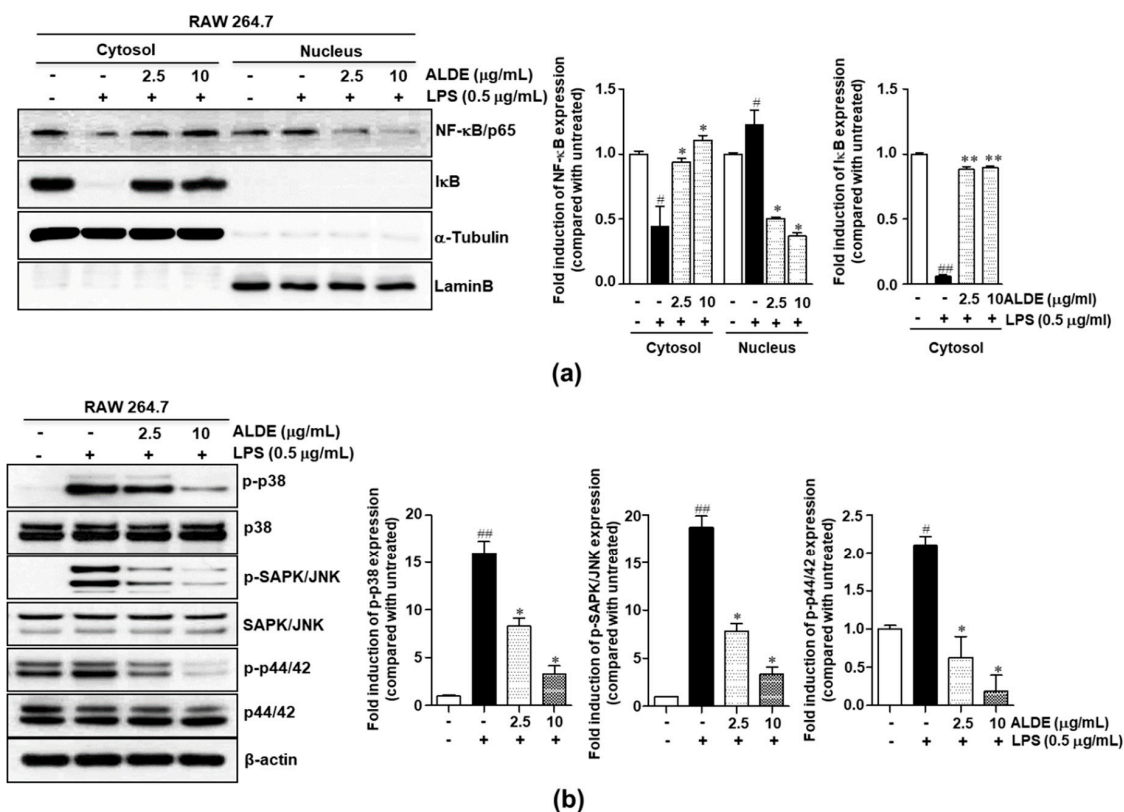 RAW 264.7
Cytosol Nucleus
- - 2.5 10 - - 2.5 10 ALDE (μg/mL)
- + + + - + + + LPS (0.5 μg/mL)
NF-κB/p65
IκB
α-Tubulin
LaminB
Fold induction of NF-κB expression
(compared with untreated)
1.5
1.0
0.5
0.0
# * * # * *
- - 2.5 10 - - 2.5 10
- + + + - + + +
Cytosol Nucleus
Fold induction of IκB expression
(compared with untreated)
1.5
1.0
0.5
0.0
## ** **
- - 2.5 10 ALDE (μg/ml)
- + + + LPS (0.5 μg/ml)
Cytosol
(a)
RAW 264.7
- - 2.5 10 ALDE (μg/mL)
- + + + LPS (0.5 μg/mL)
p-p38
p38
p-SAPK/JNK
SAPK/JNK
p-p44/42
p44/42
β-actin
Fold induction of p-p38 expression
(compared with untreated)
20
15
10
5
0
## * *
- - 2.5 10
- + + +
Fold induction of p-SAPK/JNK expression
(compared with untreated)
20
15
10
5
0
## * *
- - 2.5 10
- + + +
Fold induction of p-p44/42 expression
(compared with untreated)
2.5
2.0
1.5
1.0
0.5
0.0
# * *
- - 2.5 10 ALDE (μg/mL)
- + + + LPS (0.5 μg/mL)
(b)